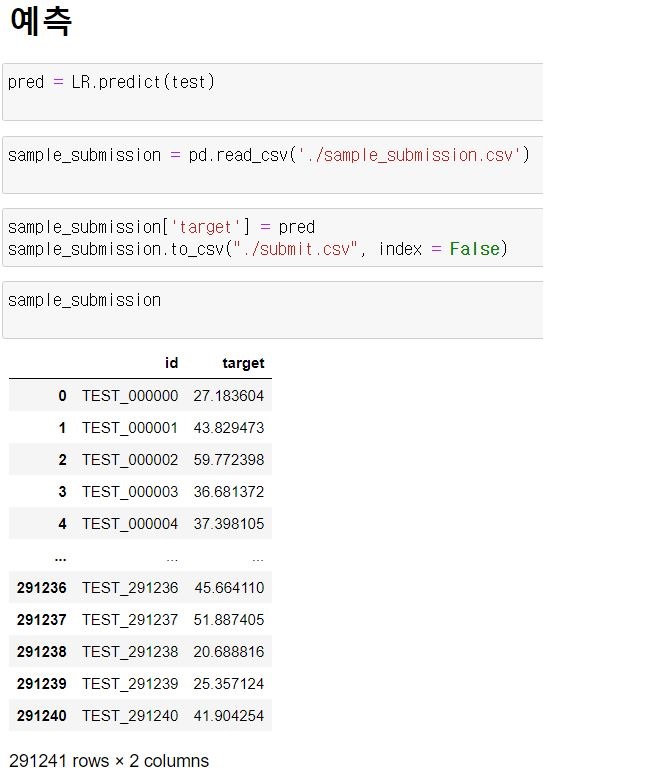 예측
pred = LR.predict(test)
sample_submission = pd.read_csv('./sample_submission.csv')
sample_submission['target'] = pred
sample_submission.to_csv("./submit.csv", index = False)
sample_submission
id target
0 TEST_000000 27.183604
1 TEST_000001 43.829473
2 TEST_000002 59.772398
3 TEST_000003 36.681372
4 TEST_000004 37.398105
... ... ...
291236 TEST_291236 45.664110
291237 TEST_291237 51.887405
291238 TEST_291238 20.688816
291239 TEST_291239 25.357124
291240 TEST_291240 41.904254
291241 rows × 2 columns